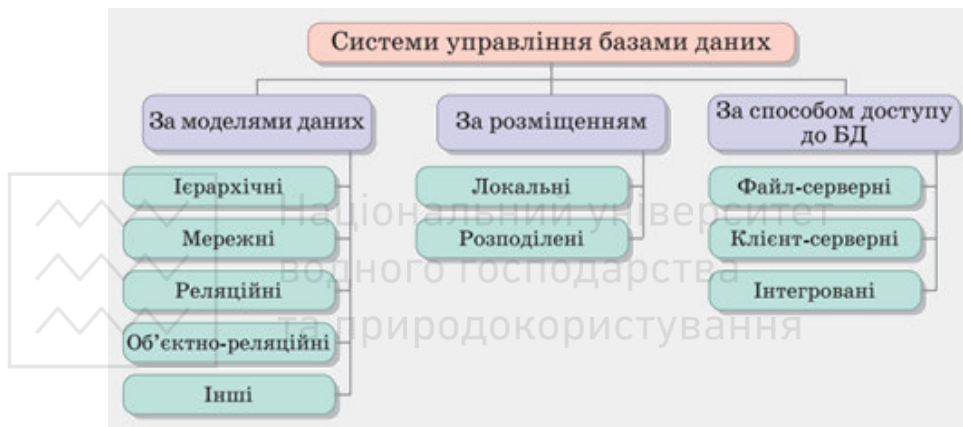 Системи управління базами даних
За моделями даних
Ієрархічні
Мережні
Реляційні
Об'єктно-реляційні
Інші
За розміщенням
Локальні
Розподілені
За способом доступу
до БД
Файл-серверні
Клієнт-серверні
Інтегровані
Національний університет
водного господарства
та природокористування